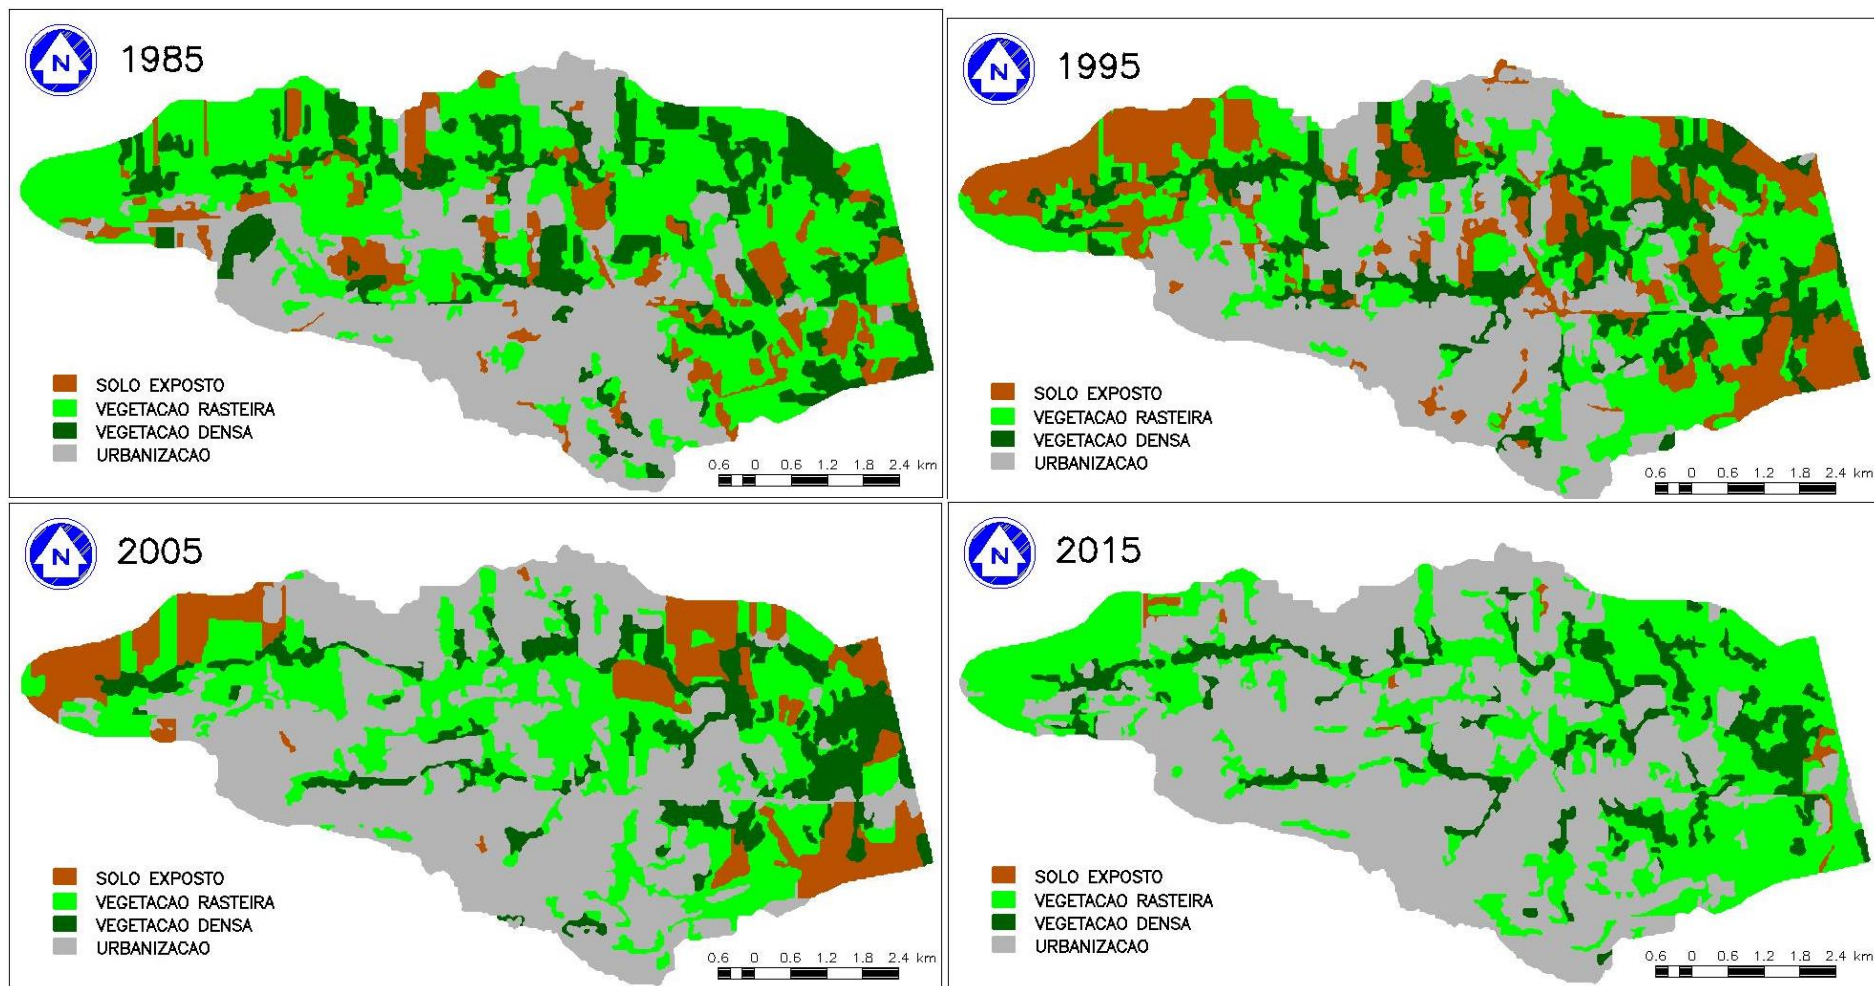 N
1985
SOLO EXPOSTO
VEGETACAO RASTEIRA
VEGETACAO DENSA
URBANIZACAO
0.6 0 0.6 1.2 1.8 2.4 km
N
1995
SOLO EXPOSTO
VEGETACAO RASTEIRA
VEGETACAO DENSA
URBANIZACAO
0.6 0 0.6 1.2 1.8 2.4 km
N
2005
SOLO EXPOSTO
VEGETACAO RASTEIRA
VEGETACAO DENSA
URBANIZACAO
0.6 0 0.6 1.2 1.8 2.4 km
N
2015
SOLO EXPOSTO
VEGETACAO RASTEIRA
VEGETACAO DENSA
URBANIZACAO
0.6 0 0.6 1.2 1.8 2.4 km